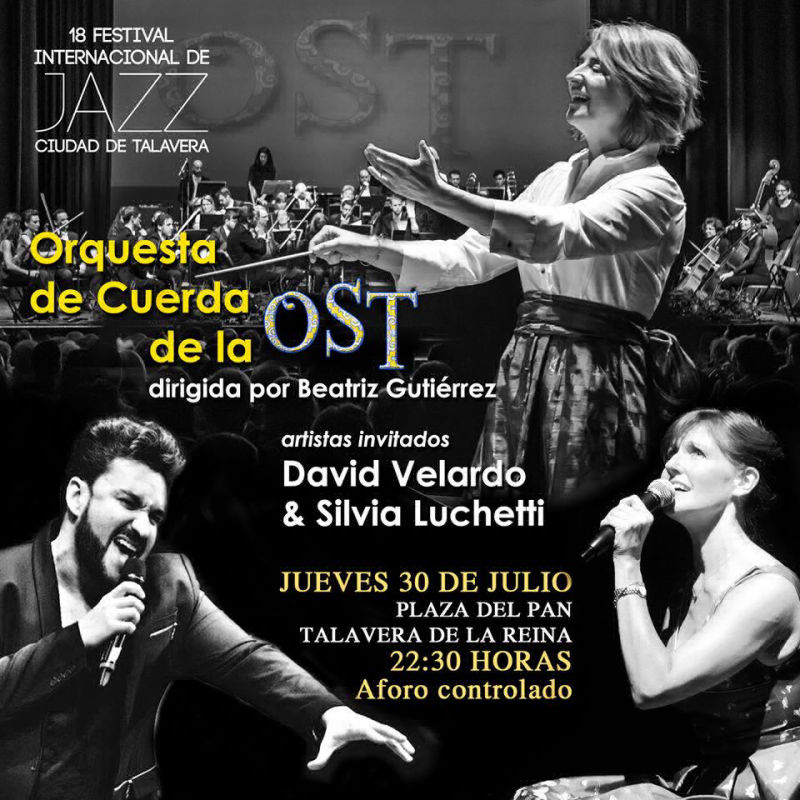 18 FESTIVAL
INTERNACIONAL DE
JAZZ
CIUDAD DE TALAVERA
OST
Orquesta
de Cuerda
de la OST
dirigida por Beatriz Gutiérrez
artistas invitados
David Velardo
& Silvia Luchetti
JUEVES 30 DE JULIO
PLAZA DEL PAN
TALAVERA DE LA REINA
22:30 HORAS
Aforo controlado